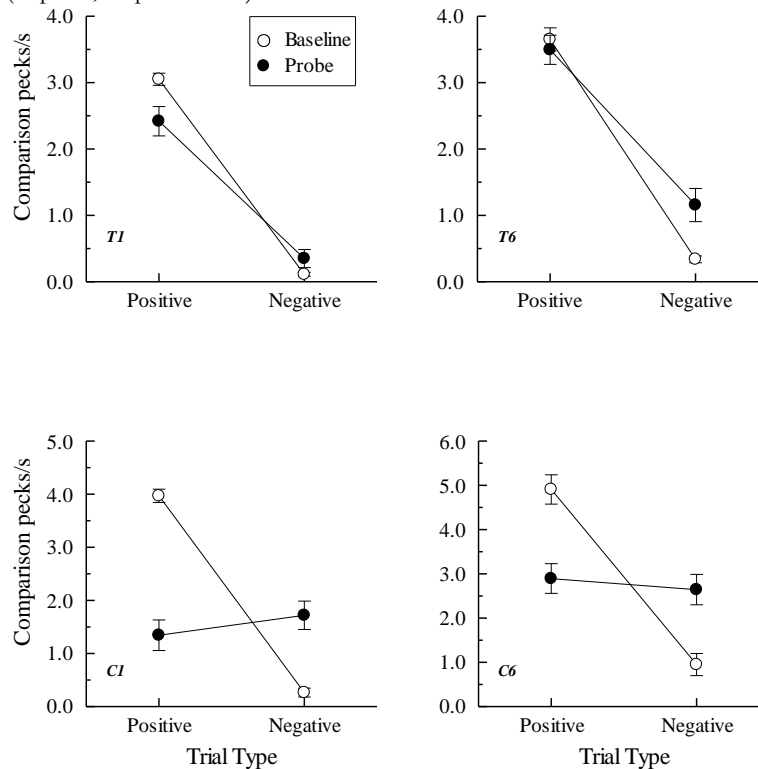 4.0
3.0
2.0
1.0
0.0
Comparison pecks/s
Baseline
Probe
T1
Positive Negative
4.0
3.0
2.0
1.0
0.0
T6
Positive Negative
5.0
4.0
3.0
2.0
1.0
0.0
Comparison pecks/s
C1
Positive Negative
Trial Type
6.0
5.0
4.0
3.0
2.0
1.0
0.0
C6
Positive Negative
Trial Type